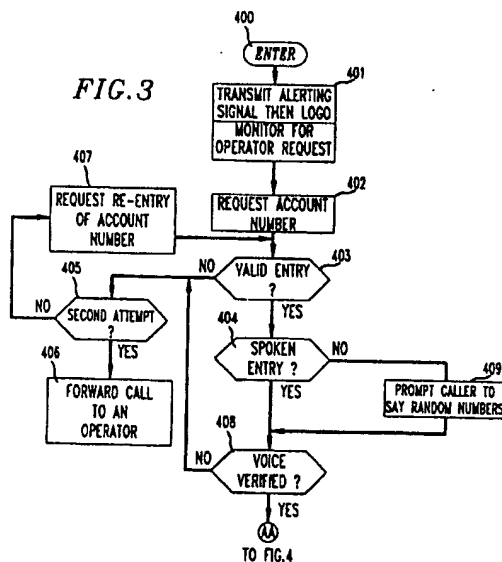 400
ENTER
FIG.3
401
TRANSMIT ALERTING
SIGNAL THEN LOGO
MONITOR FOR
OPERATOR REQUEST
407
REQUEST RE-ENTRY
OF ACCOUNT
NUMBER
402
REQUEST ACCOUNT
NUMBER
403
VALID ENTRY
?
NO
YES
405
SECOND ATTEMPT
?
NO
YES
404
SPOKEN
ENTRY ?
NO
YES
406
FORWARD CALL
TO AN
OPERATOR
409
PROMPT CALLER TO
SAY RANDOM NUMBERS
408
VOICE
VERIFIED ?
NO
YES
AA
TO FIG.4